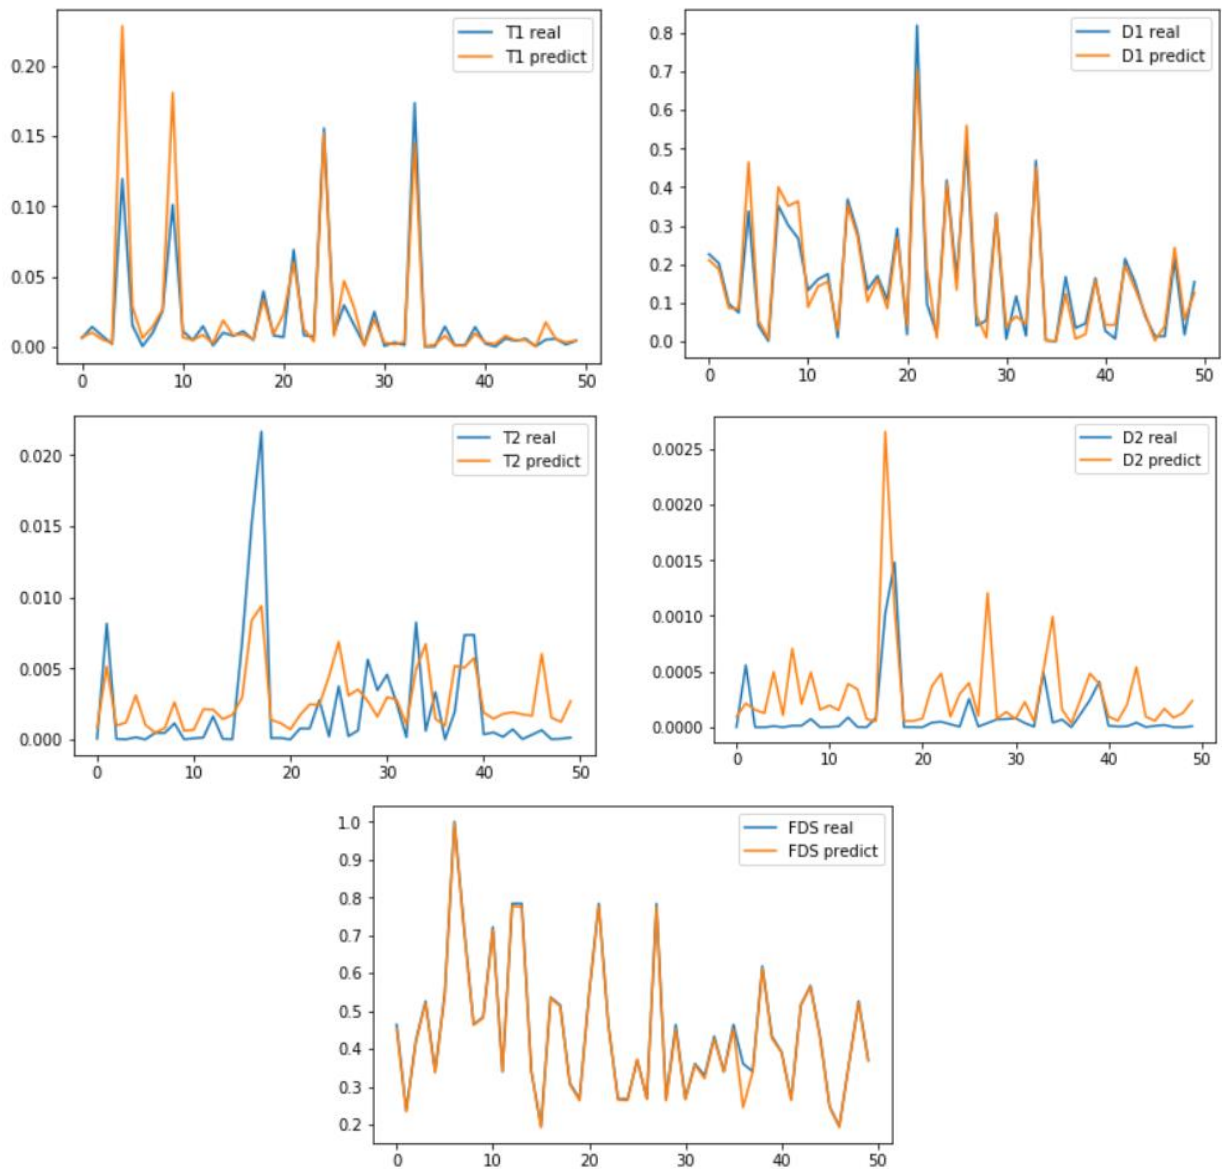 T1 real
T1 predict
0.20
0.15
0.10
0.05
0.00
0 10 20 30 40 50
D1 real
D1 predict
0.8
0.7
0.6
0.5
0.4
0.3
0.2
0.1
0.0
0 10 20 30 40 50
T2 real
T2 predict
0.020
0.015
0.010
0.005
0.000
0 10 20 30 40 50
D2 real
D2 predict
0.0025
0.0020
0.0015
0.0010
0.0005
0.0000
0 10 20 30 40 50
FDS real
FDS predict
1.0
0.9
0.8
0.7
0.6
0.5
0.4
0.3
0.2
0 10 20 30 40 50